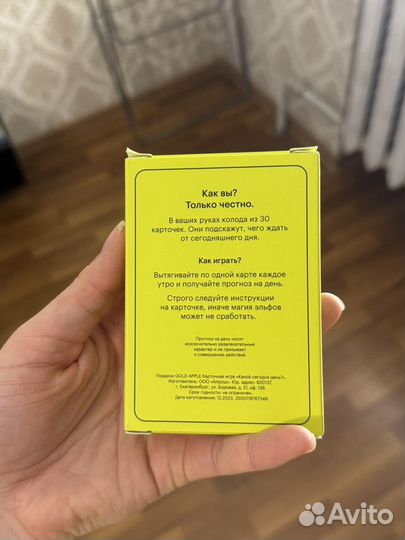 Как вы?
Только честно.
В ваших руках колода из 30
карточек. Они подскажут, чего ждать
от сегодняшнего дня.
Как играть?
Вытягивайте по одной карте каждое
утро и получайте прогноз на день.
Строго следуйте инструкции
на карточке, иначе магия эльфов
может не сработать.
Прогноз на день носит
исключительно развлекательный
характер и не призывает
к совершению действий.
Подарок GOLD APPLE Карточная игра «Какой сегодня день?».
Изготовитель: ООО «Апрош». Юр. адрес: 620137,
г. Екатеринбург, ул. Боровая, д. 21, оф. 136
Срок годности: не ограничен.
Дата изготовления: 12.2023. 2500118767348
Avito